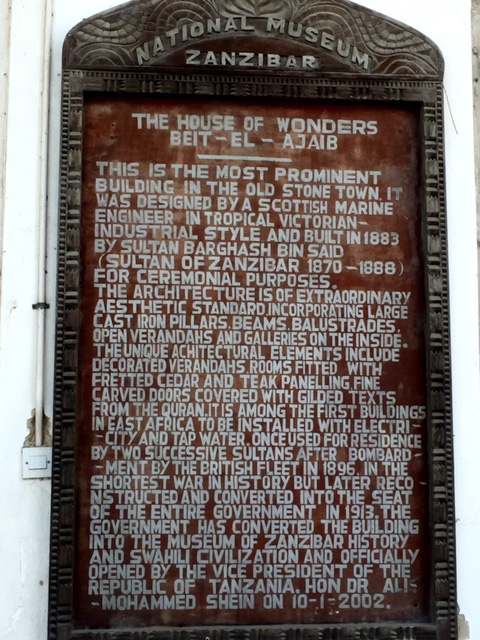 NATIONAL MUSEUM
ZANZIBAR
THE HOUSE OF WONDERS
BEIT-EL-AJAIB
THIS IS THE MOST PROMINENT
BUILDING IN THE OLD STONE TOWN. IT
WAS DESIGNED BY A SCOTTISH MARINE
ENGINEER IN TROPICAL VICTORIAN-
INDUSTRIAL STYLE AND BUILT IN 1883
BY SULTAN BARGHASH BIN SAID
(SULTAN OF ZANZIBAR 1870-1888)
FOR CEREMONIAL PURPOSES.
THE ARCHITECTURE IS OF EXTRAORDINARY
AESTHETIC STANDARD, INCORPORATING LARGE
CAST IRON PILLARS, BEAMS, BALUSTRADES,
OPEN VERANDAHS AND GALLERIES ON THE INSIDE.
THE UNIQUE ACHITECTURAL ELEMENTS INCLUDE
DECORATED VERANDAHS, ROOMS FITTED WITH
FRETTED CEDAR AND TEAK PANELLING, FINE
CARVED DOORS COVERED WITH GILDED TEXTS
FROM THE QURAN. IT IS AMONG THE FIRST BUILDINGS
IN EAST AFRICA TO BE INSTALLED WITH ELECTRI-
-CITY AND TAP WATER. ONCE USED FOR RESIDENCE
BY TWO SUCCESSIVE SULTANS AFTER BOMBARD-
-MENT BY THE BRITISH FLEET IN 1896, IN THE
SHORTEST WAR IN HISTORY BUT LATER RECO
NSTRUCTED AND CONVERTED INTO THE SEAT
OF THE ENTIRE GOVERNMENT IN 1913. THE
GOVERNMENT HAS CONVERTED THE BUILDING
INTO THE MUSEUM OF ZANZIBAR HISTORY
AND SWAHILI CIVILIZATION AND OFFICIALLY
OPENED BY THE VICE PRESIDENT OF THE
REPUBLIC OF TANZANIA, HON DR ALI-
-MOHAMMED SHEIN ON 10-1-2002.